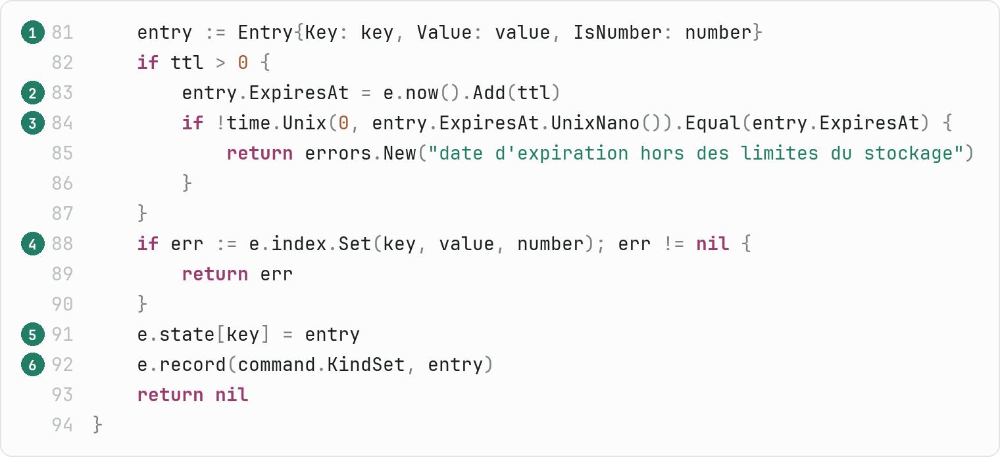 1 81 entry := Entry{Key: key, Value: value, IsNumber: number}
82 if ttl > 0 {
2 83 entry.ExpiresAt = e.now().Add(ttl)
3 84 if !time.Unix(0, entry.ExpiresAt.UnixNano()).Equal(entry.ExpiresAt) {
85 return errors.New("date d'expiration hors des limites du stockage")
86 }
87 }
4 88 if err := e.index.Set(key, value, number); err != nil {
89 return err
90 }
5 91 e.state[key] = entry
6 92 e.record(command.KindSet, entry)
93 return nil
94 }